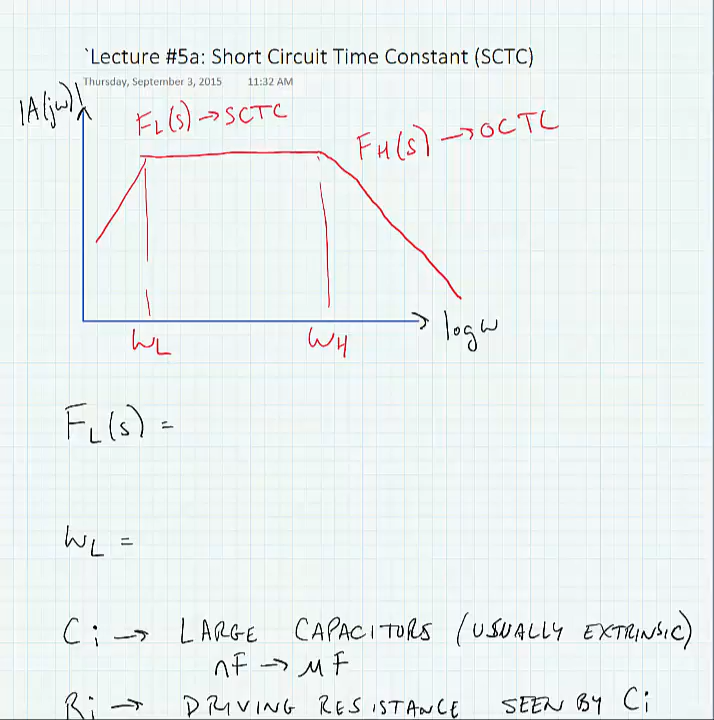 `Lecture #5a: Short Circuit Time Constant (SCTC)
Thursday, September 3, 2015 11:32 AM
|A(jω)|
FL(s) → SCTC
FH(s) → OCTC
log ω
ωL ωH
FL(s) =
ωL =
Ci → LARGE CAPACITORS (USUALLY EXTRINSIC)
nF → μF
Ri → DRIVING RESISTANCE SEEN BY Ci